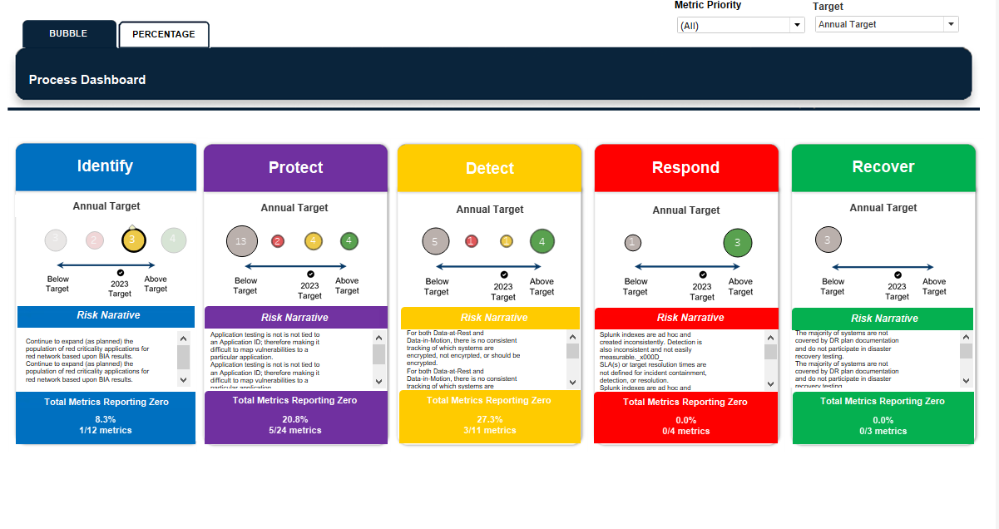 Metric Priority
Target
(All)
Annual Target
BUBBLE
PERCENTAGE
Process Dashboard
Identify
Annual Target
3
2
3
4
Below
Target
2023
Target
Above
Target
Risk Narative
Continue to expand (as planned) the
population of red criticality applications for
red network based upon BIA results.
Continue to expand (as planned) the
population of red criticality applications for
red network based upon BIA results.
Total Metrics Reporting Zero
8.3%
1/12 metrics
Protect
Annual Target
13
2
4
4
Below
Target
2023
Target
Above
Target
Risk Narrative
Application testing is not is not tied to
an Application ID; therefore making it
difficult to map vulnerabilities to a
particular application.
Application testing is not is not tied to
an Application ID; therefore making it
difficult to map vulnerabilities to a
particular application.
Total Metrics Reporting Zero
20.8%
5/24 metrics
Detect
Annual Target
5
1
1
4
Below
Target
2023
Target
Above
Target
Risk Narrative
For both Data-at-Rest and
Data-in-Motion, there is no consistent
tracking of which systems are
encrypted, not encyrpted, or should be
encrypted.
For both Data-at-Rest and
Data-in-Motion, there is no consistent
tracking of which systems are
Total Metrics Reporting Zero
27.3%
3/11 metrics
Respond
Annual Target
1
3
Below
Target
2023
Target
Above
Target
Risk Narrative
Splunk indexes are ad hoc and
created inconsistently. Detection is
also inconsistent and not easily
measurable._x000D_
SLA(s) or target resolution times are
not defined for incident containment,
detection, or resolution.
Splunk indexes are ad hoc and
Total Metrics Reporting Zero
0.0%
0/4 metrics
Recover
Annual Target
3
Below
Target
2023
Target
Above
Target
Risk Narrative
The majority of systems are not
covered by DR plan documentation
and do not participate in disaster
recovery testing.
The majority of systems are not
covered by DR plan documentation
and do not participate in disaster
recovery testing.
Total Metrics Reporting Zero
0.0%
0/3 metrics